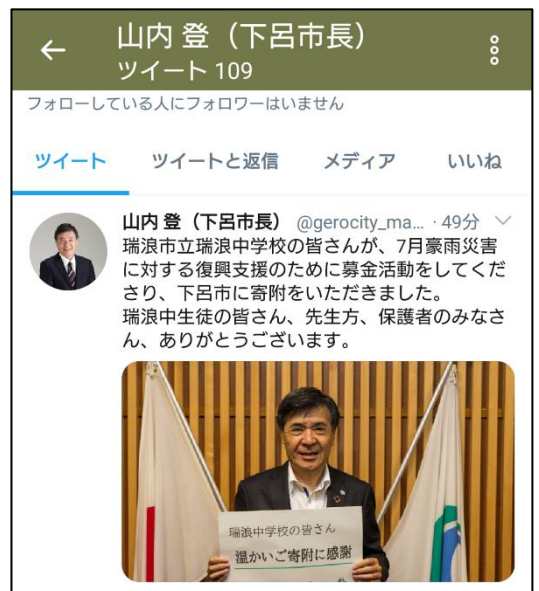 山内 登（下呂市長）
ツイート 109
フォローしている人にフォロワーはいません
ツイート ツイートと返信 メディア いいね
山内 登（下呂市長） @gerocity_ma... · 49分
瑞浪市立瑞浪中学校の皆さんが、7月豪雨災害
に対する復興支援のために募金活動をしてくだ
さり、下呂市に寄附をいただきました。
瑞浪中生徒の皆さん、先生方、保護者のみなさ
ん、ありがとうございます。
瑞浪中学校の皆さん
温かいご寄附に感謝